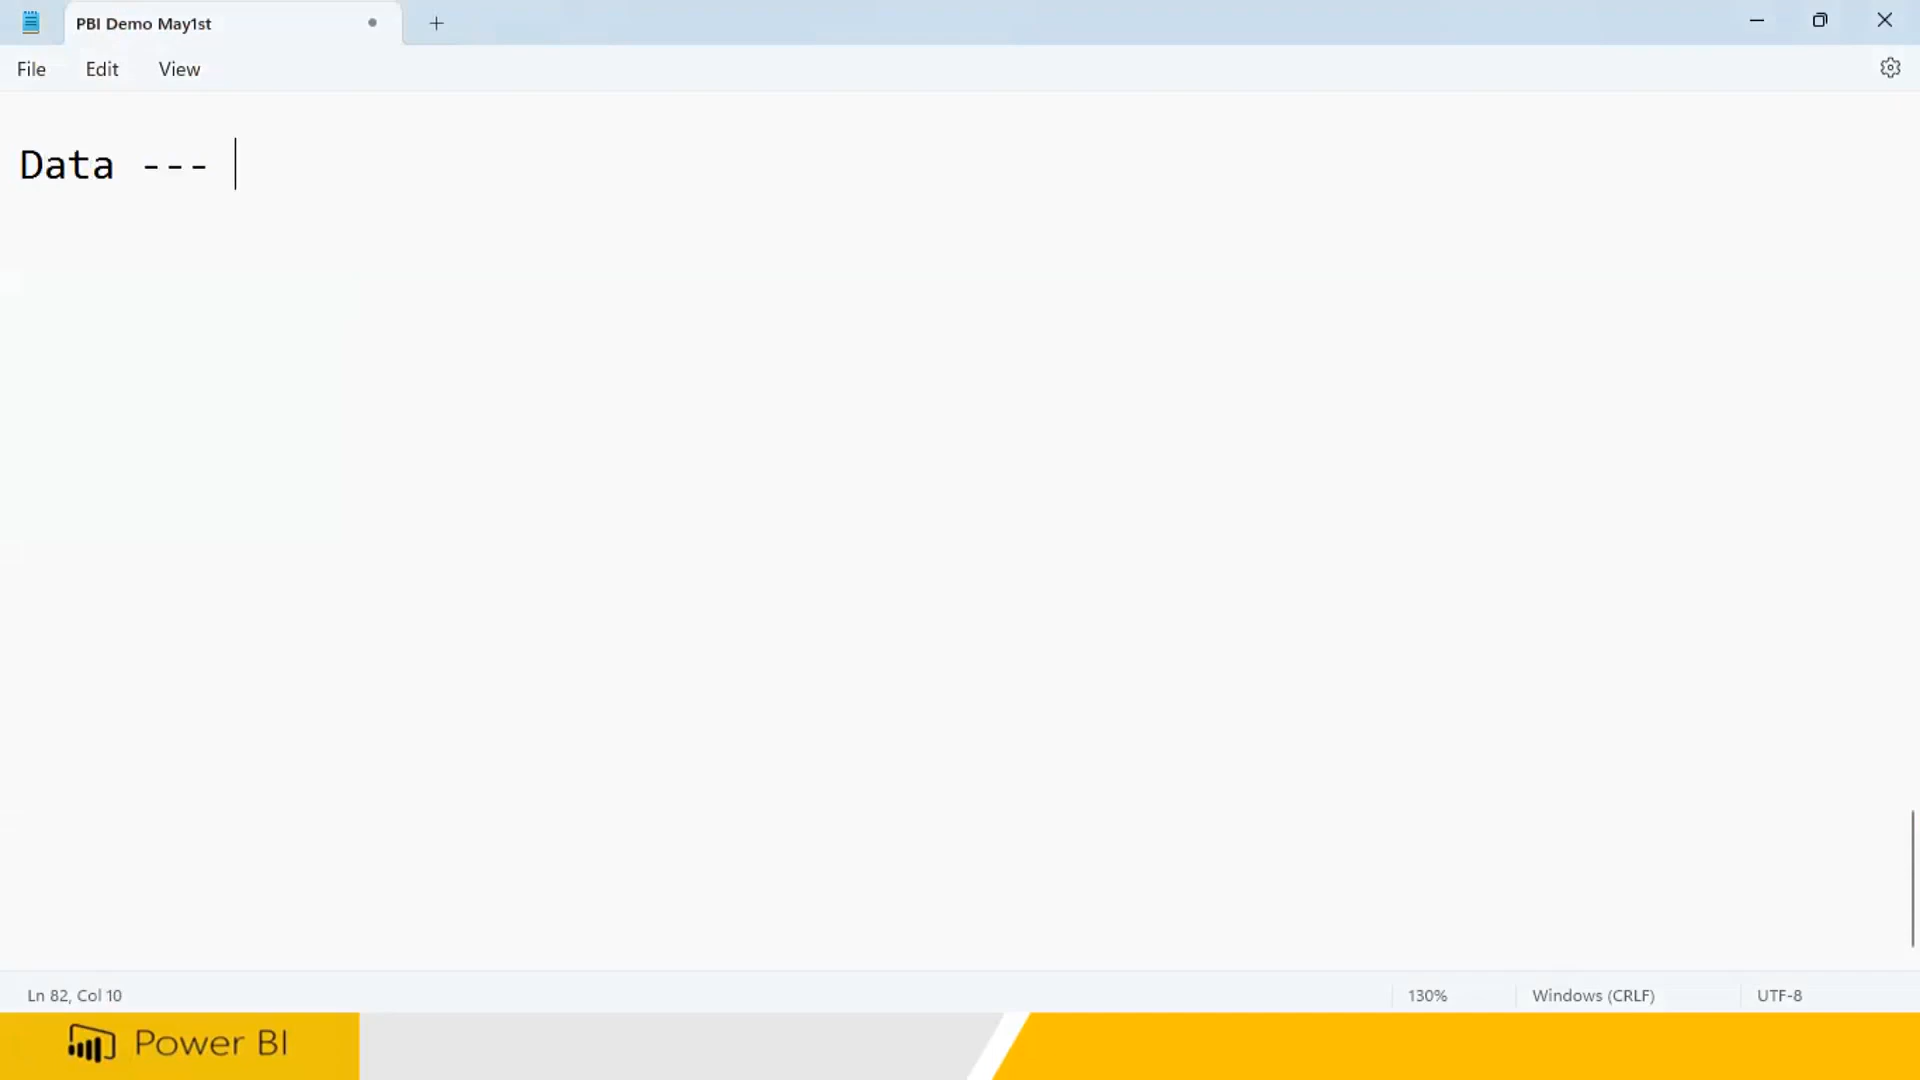 PBI Demo May1st
File Edit View
Data ---
Ln 82, Col 10 130% Windows (CRLF) UTF-8
Power BI